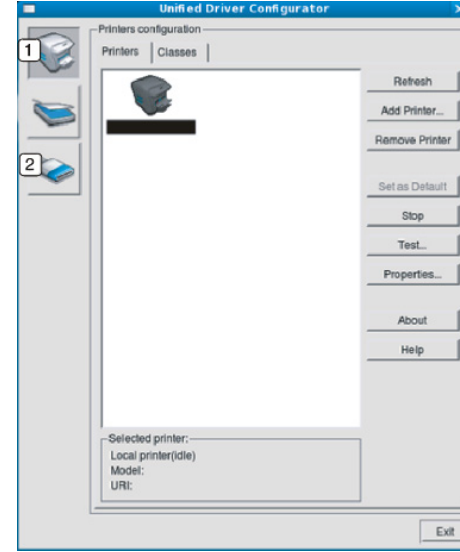 Unified Driver Configurator
Printers configuration
1
Printers Classes
Refresh
Add Printer...
Remove Printer
2
Set as Default
Stop
Test...
Properties...
About
Help
Selected printer:
Local printer(idle)
Model:
URI:
Exit